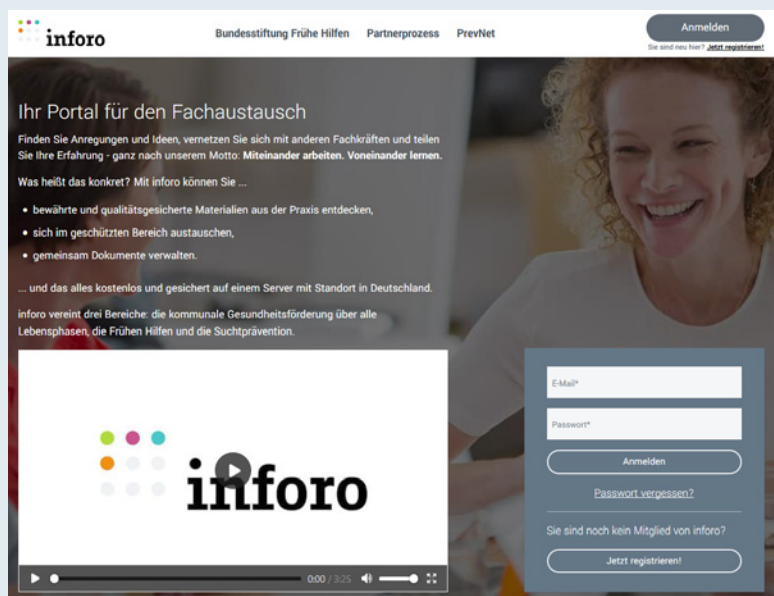 inforo
Bundesstiftung Frühe Hilfen Partnerprozess PrevNet
Anmelden
Sie sind neu hier? Jetzt registrieren!
Ihr Portal für den Fachaustausch
Finden Sie Anregungen und Ideen, vernetzen Sie sich mit anderen Fachkräften und teilen
Sie Ihre Erfahrung - ganz nach unserem Motto: Miteinander arbeiten. Voneinander lernen.
Was heißt das konkret? Mit inforo können Sie ...
• bewährte und qualitätsgesicherte Materialien aus der Praxis entdecken,
• sich im geschützten Bereich austauschen,
• gemeinsam Dokumente verwalten.
... und das alles kostenlos und gesichert auf einem Server mit Standort in Deutschland.
inforo vereint drei Bereiche: die kommunale Gesundheitsförderung über alle
Lebensphasen, die Frühen Hilfen und die Suchtprävention.
inforo
0:00 / 3:25
E-Mail*
Passwort*
Anmelden
Passwort vergessen?
Sie sind noch kein Mitglied von inforo?
Jetzt registrieren!